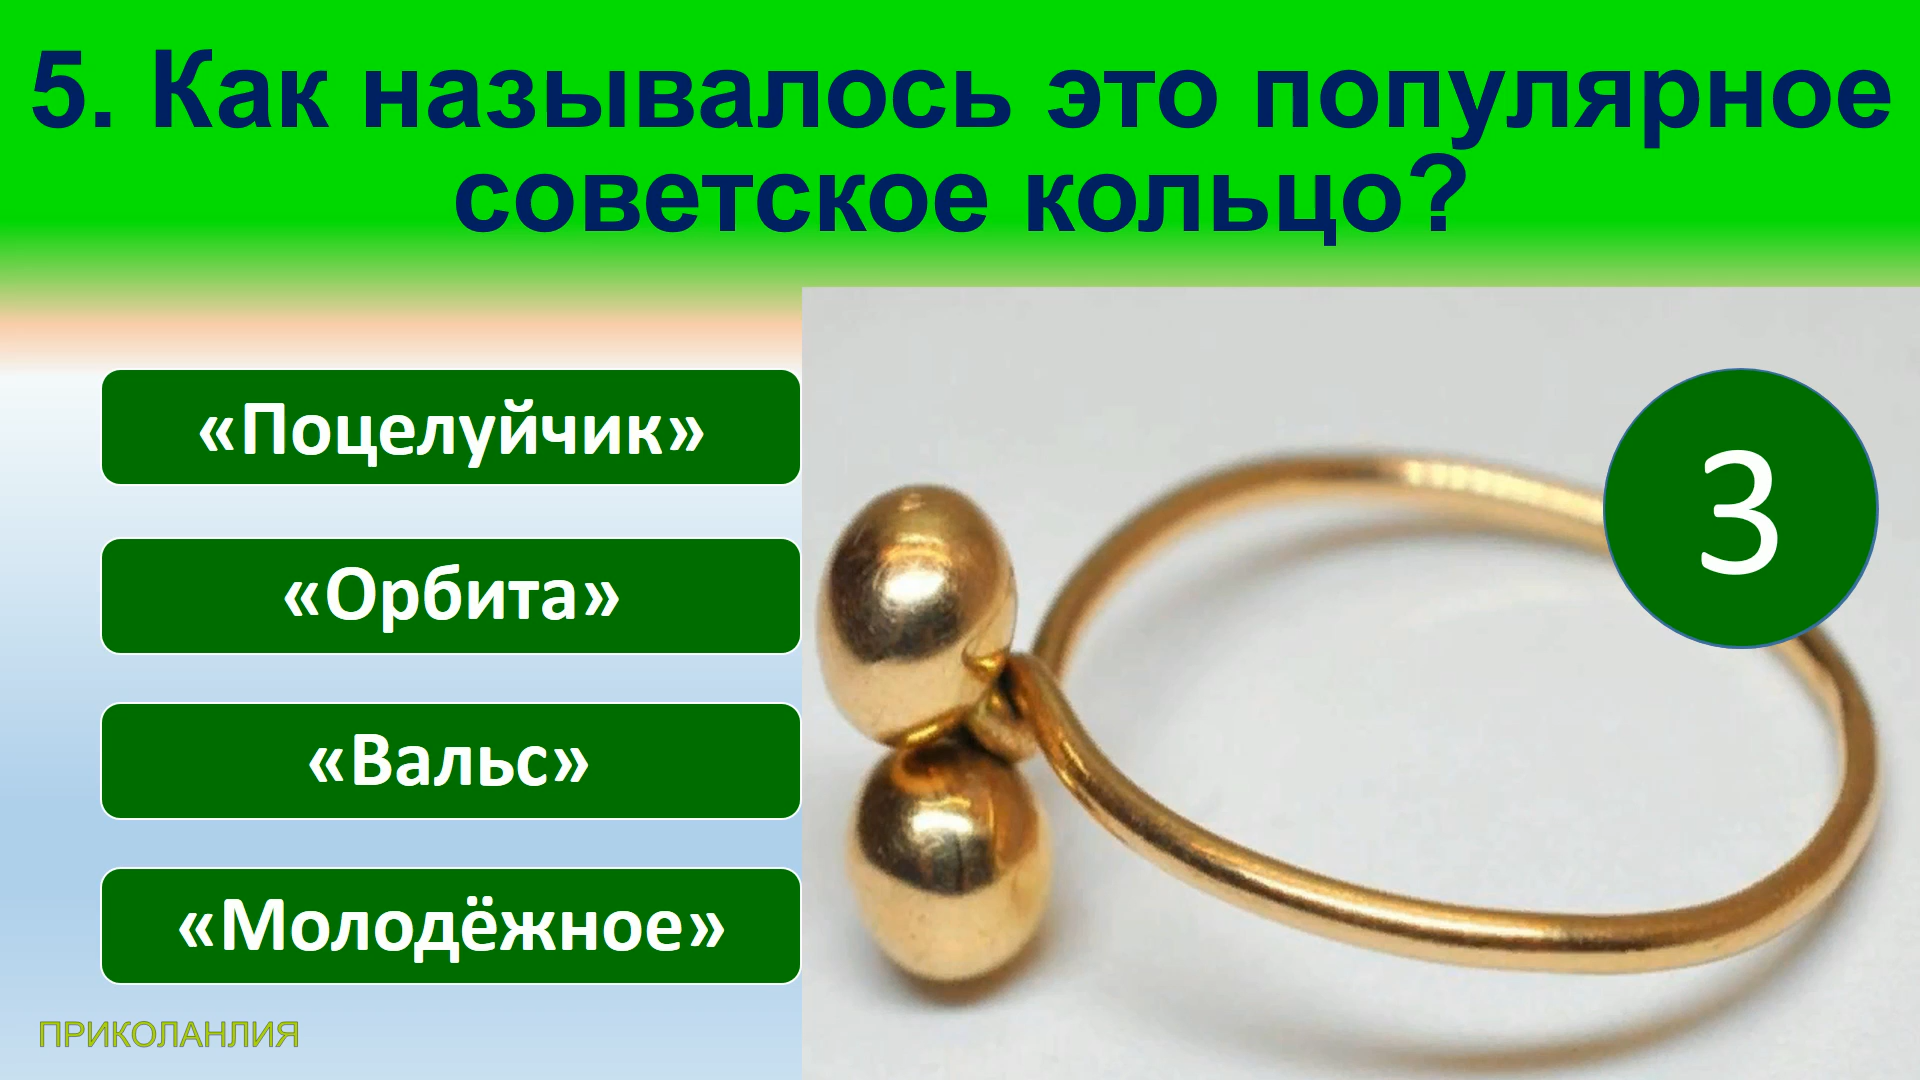 5. Как называлось это популярное
советское кольцо?
«Поцелуйчик»
3
«Орбита»
«Вальс»
«Молодёжное»
ПРИКОЛАНЛИЯ